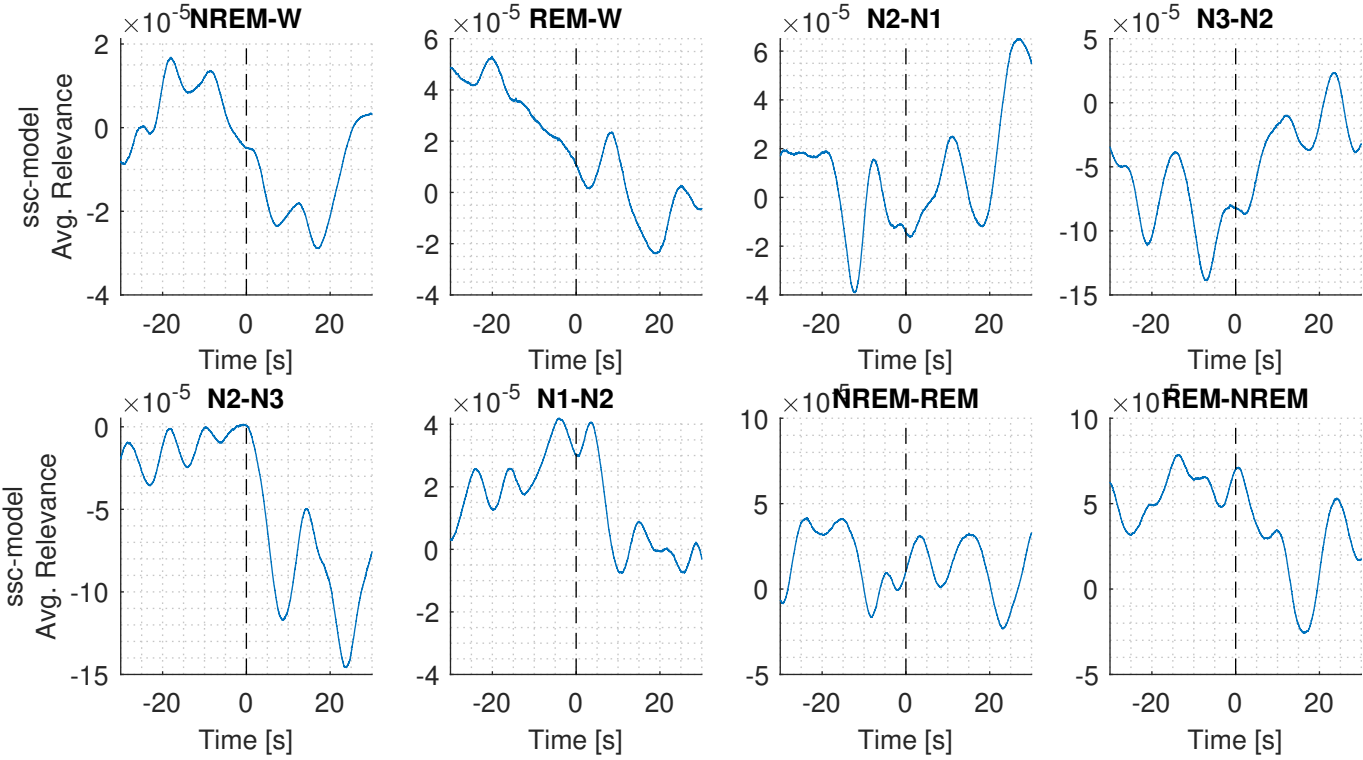 ×10⁻⁵ NREM-W
2
0
-2
-4
-20 0 20
Time [s]
ssc-model
Avg. Relevance
×10⁻⁵ REM-W
6
4
2
0
-2
-4
-20 0 20
Time [s]
×10⁻⁵ N2-N1
6
4
2
0
-2
-4
-20 0 20
Time [s]
×10⁻⁵ N3-N2
5
0
-5
-10
-15
-20 0 20
Time [s]
×10⁻⁵ N2-N3
0
-5
-10
-15
-20 0 20
Time [s]
ssc-model
Avg. Relevance
×10⁻⁵ N1-N2
4
2
0
-2
-4
-20 0 20
Time [s]
×10⁻⁵ NREM-REM
10
5
0
-5
-20 0 20
Time [s]
×10⁻⁵ REM-NREM
10
5
0
-5
-20 0 20
Time [s]